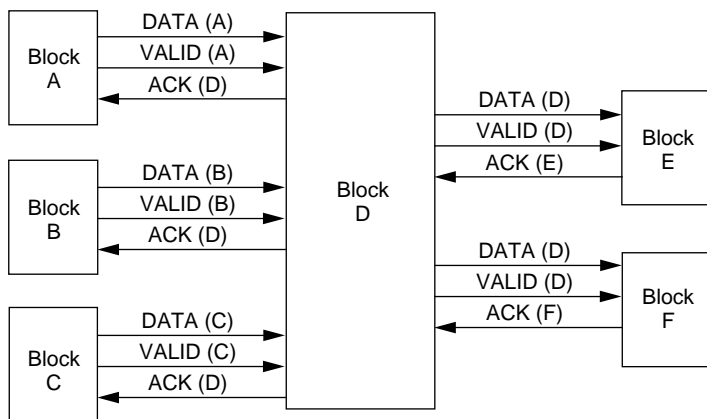 Block
A
DATA (A)
VALID (A)
ACK (D)
Block
B
DATA (B)
VALID (B)
ACK (D)
Block
C
DATA (C)
VALID (C)
ACK (D)
Block
D
DATA (D)
VALID (D)
ACK (E)
Block
E
DATA (D)
VALID (D)
ACK (F)
Block
F